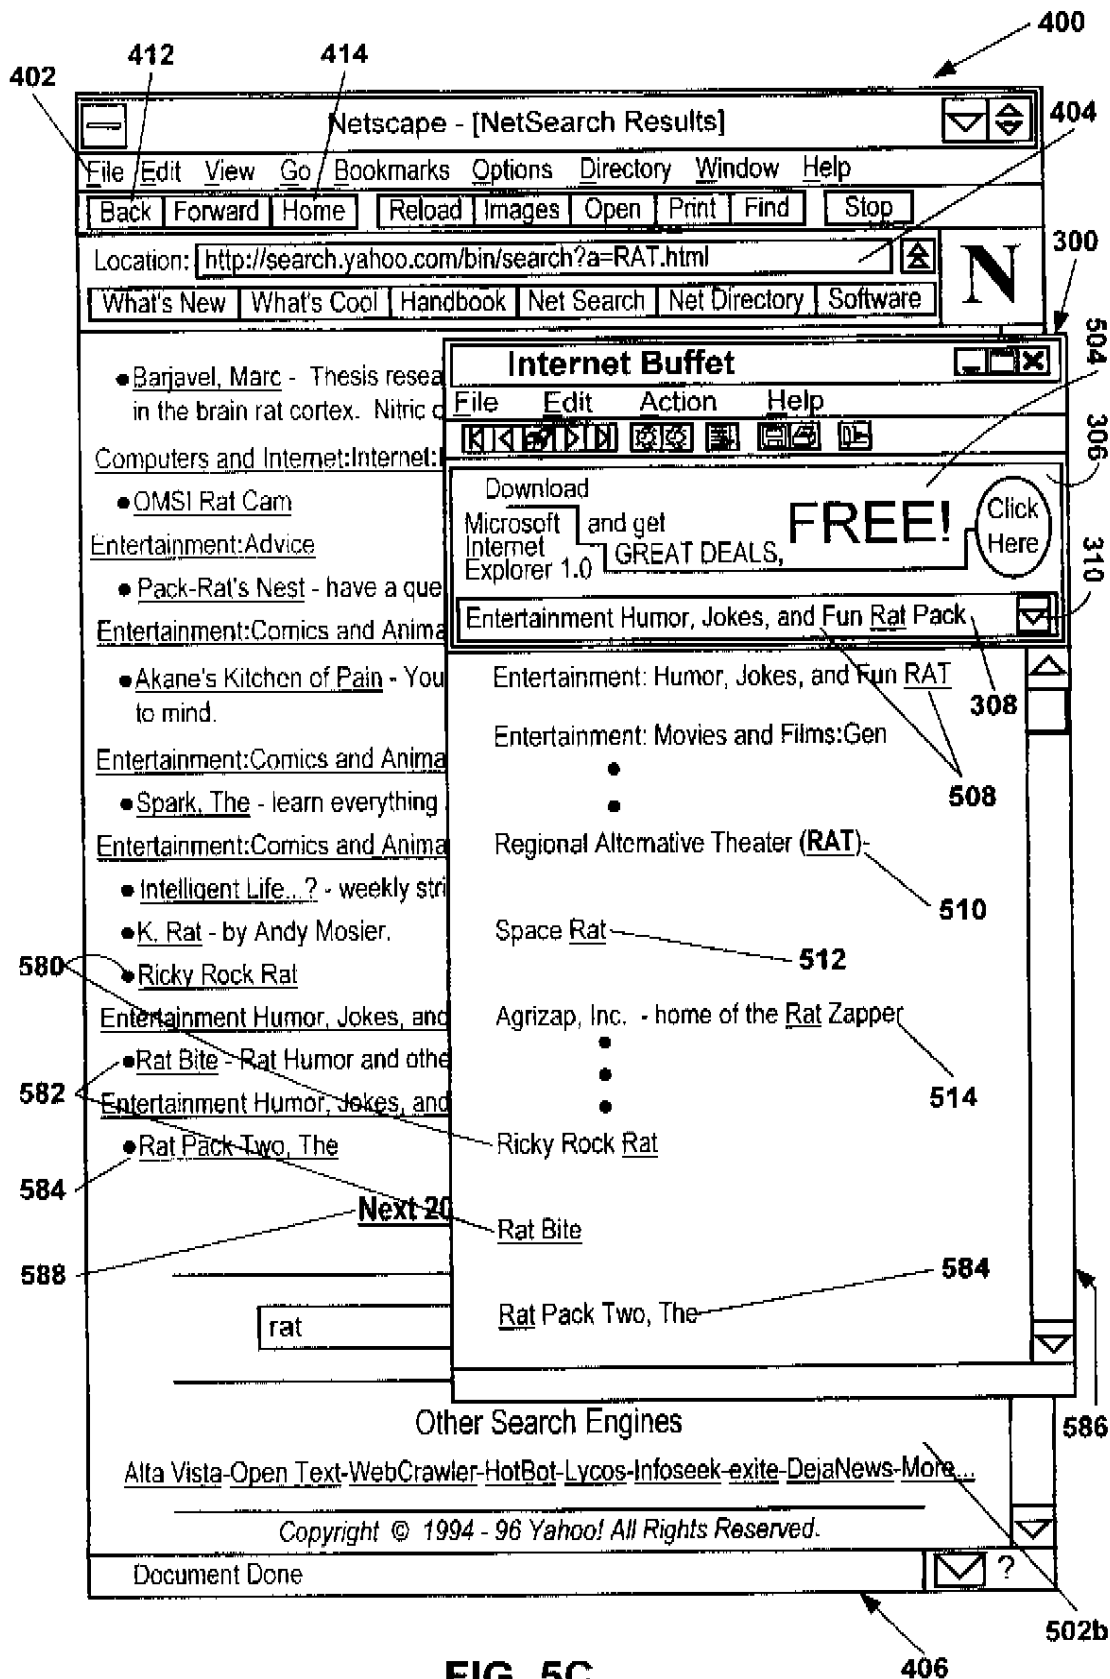 400
412
414
402
Netscape - [NetSearch Results]
404
File Edit View Go Bookmarks Options Directory Window Help
Back Forward Home Reload Images Open Print Find Stop
300
Location: http://search.yahoo.com/bin/search?a=RAT.html
N
What's New What's Cool Handbook Net Search Net Directory Software
504
Internet Buffet
•Barjavel, Marc - Thesis resea
in the brain rat cortex. Nitric
File Edit Action Help
306
Computers and Internet:Internet:
•OMSI Rat Cam
Download
Microsoft and get
Internet
Explorer 1.0 GREAT DEALS,
FREE!
Click
Here
310
Entertainment:Advice
•Pack-Rat's Nest - have a que
Entertainment Humor, Jokes, and Fun Rat Pack
Entertainment:Comics and Anima
•Akane's Kitchen of Pain - You
to mind.
Entertainment: Humor, Jokes, and Fun RAT
308
Entertainment: Movies and Films:Gen
Entertainment:Comics and Anima
•Spark, The - learn everything
508
Entertainment:Comics and Anima
Regional Alternative Theater (RAT)-
•Intelligent Life...? - weekly stri
510
•K. Rat - by Andy Mosier.
Space Rat
512
580
•Ricky Rock Rat
Entertainment Humor, Jokes, and
Agrizap, Inc. - home of the Rat Zapper
•Rat Bite - Rat Humor and othe
582
514
Entertainment Humor, Jokes, and
•Rat Pack Two, The
Ricky Rock Rat
584
Next 20
Rat Bite
588
584
rat
Rat Pack Two, The
586
Other Search Engines
Alta Vista-Open Text-WebCrawler-HotBot-Lycos-Infoseek-exite-DejaNews-More...
Copyright © 1994 - 96 Yahoo! All Rights Reserved.
Document Done
?
502b
406
FIG. 5C